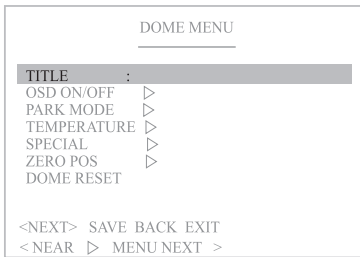 DOME MENU
TITLE :
OSD ON/OFF ▷
PARK MODE ▷
TEMPERATURE ▷
SPECIAL ▷
ZERO POS ▷
DOME RESET
<NEXT> SAVE BACK EXIT
< NEAR ▷ MENU NEXT >